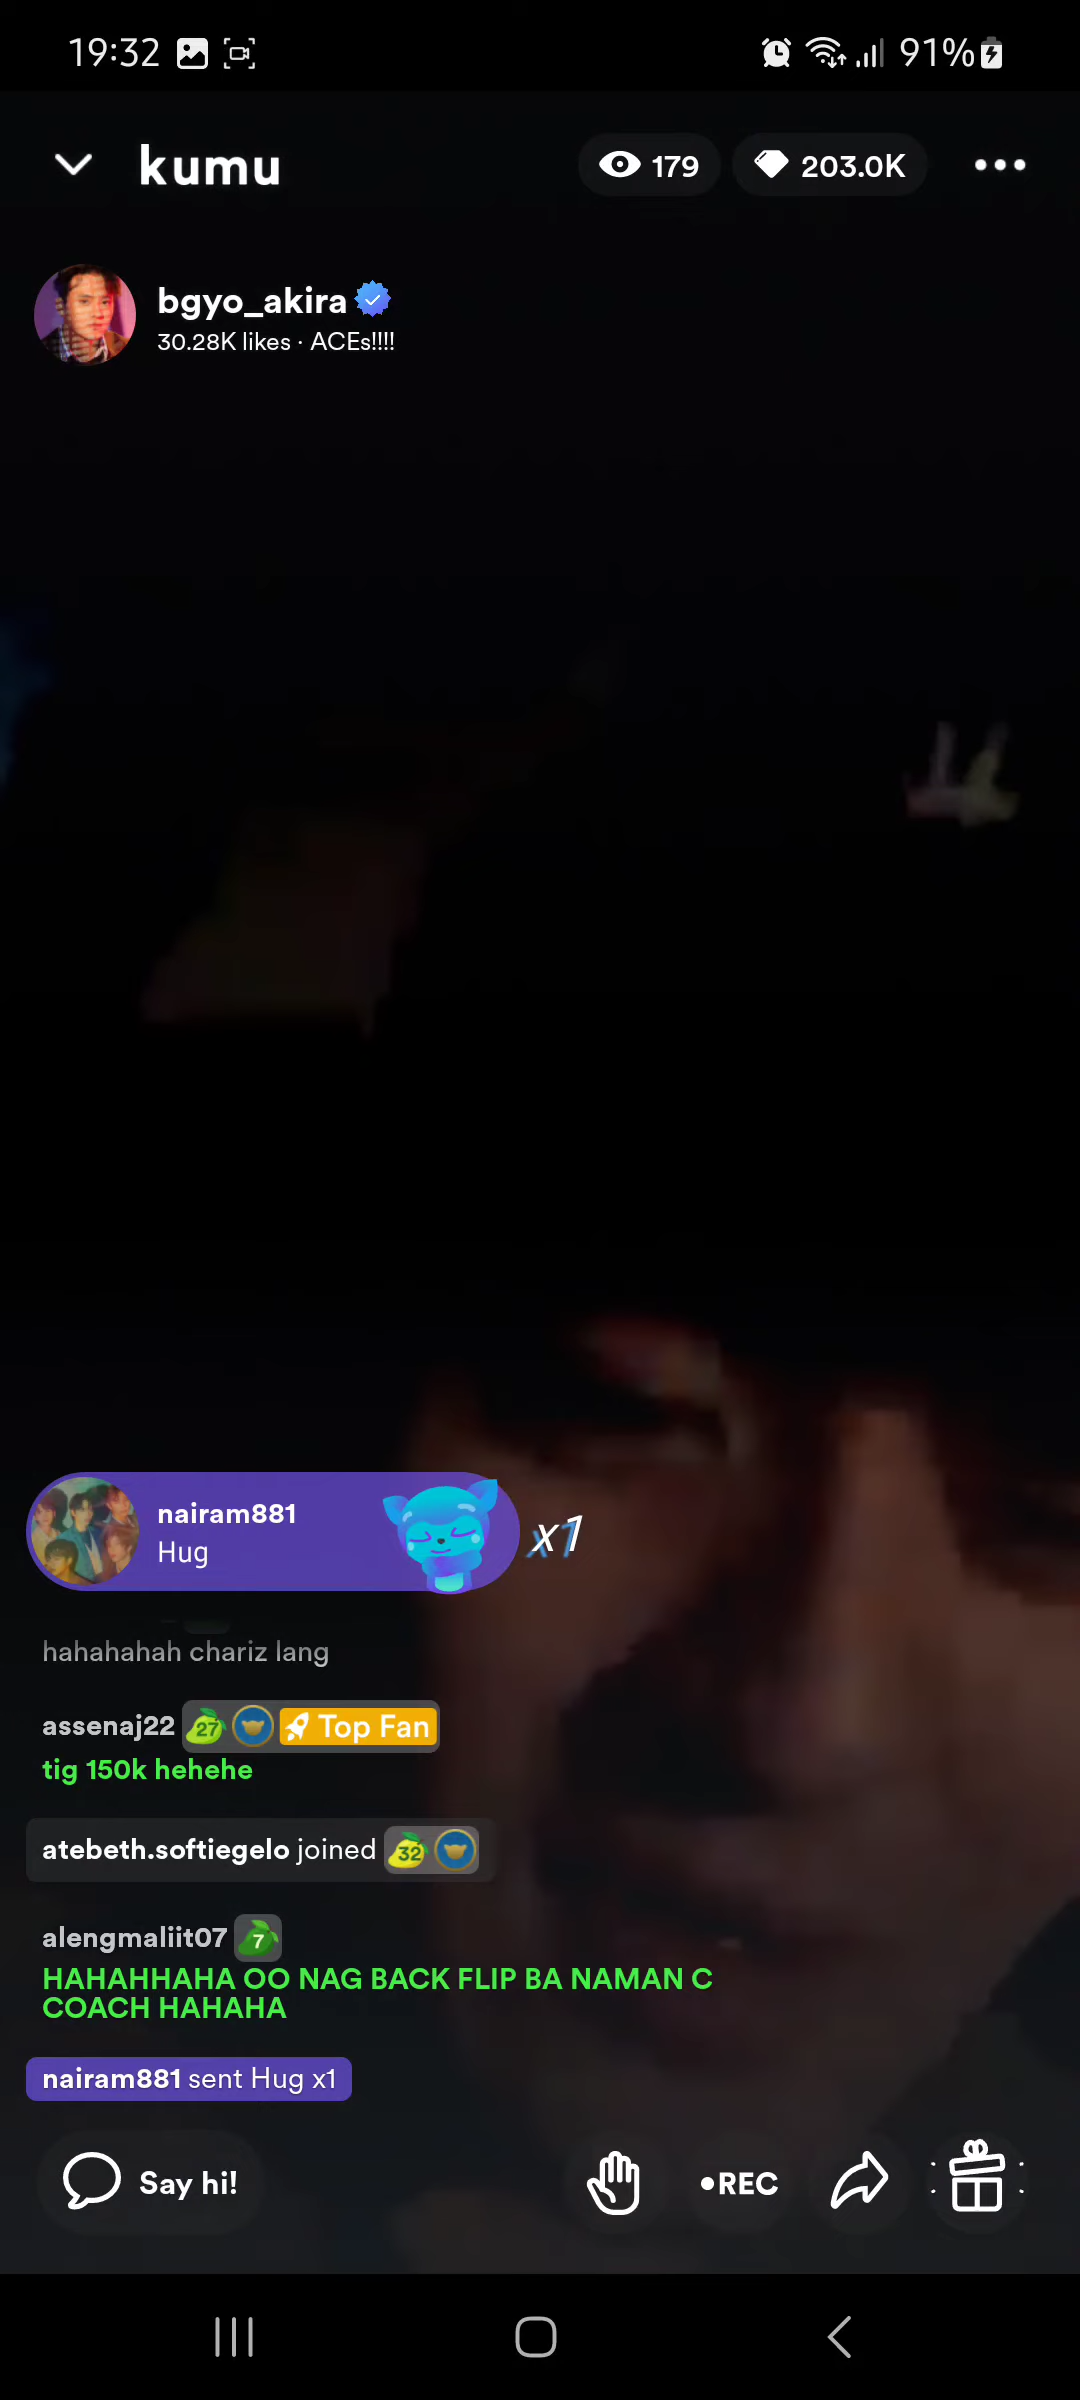 19:32
91%
kumu
179
203.0K
bgyo_akira
30.28K likes · ACEs!!!!
nairam881
Hug
x1
hahahahah chariz lang
assenaj22 27 Top Fan
tig 150k hehehe
atebeth.softiegelo joined 32
alengmaliit07 7
HAHAHHAHA OO NAG BACK FLIP BA NAMAN C
COACH HAHAHA
nairam881 sent Hug x1
Say hi!
•REC